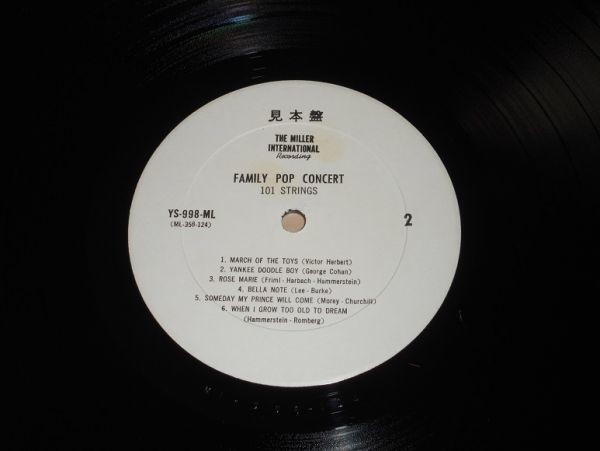 見本盤
THE MILLER
INTERNATIONAL
Recording
FAMILY POP CONCERT
101 STRINGS
YS-998-ML
(ML-359-124)
2
1. MARCH OF THE TOYS (Victor Herbert)
2. YANKEE DOODLE BOY (George Cohan)
3. ROSE MARIE (Friml - Harbach - Hammerstein)
4. BELLA NOTE (Lee - Burke)
5. SOMEDAY MY PRINCE WILL COME (Morey - Churchill)
6. WHEN I GROW TOO OLD TO DREAM
(Hammerstein - Romberg)